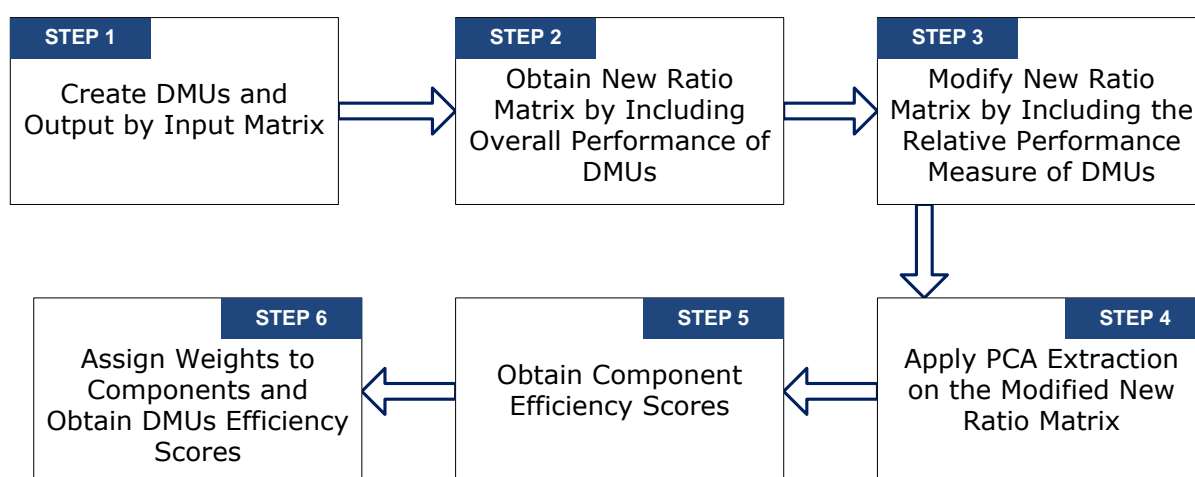 STEP 1
Create DMUs and
Output by Input Matrix
STEP 2
Obtain New Ratio
Matrix by Including
Overall Performance of
DMUs
STEP 3
Modify New Ratio
Matrix by Including the
Relative Performance
Measure of DMUs
STEP 4
Apply PCA Extraction
on the Modified New
Ratio Matrix
STEP 5
Obtain Component
Efficiency Scores
STEP 6
Assign Weights to
Components and
Obtain DMUs Efficiency
Scores